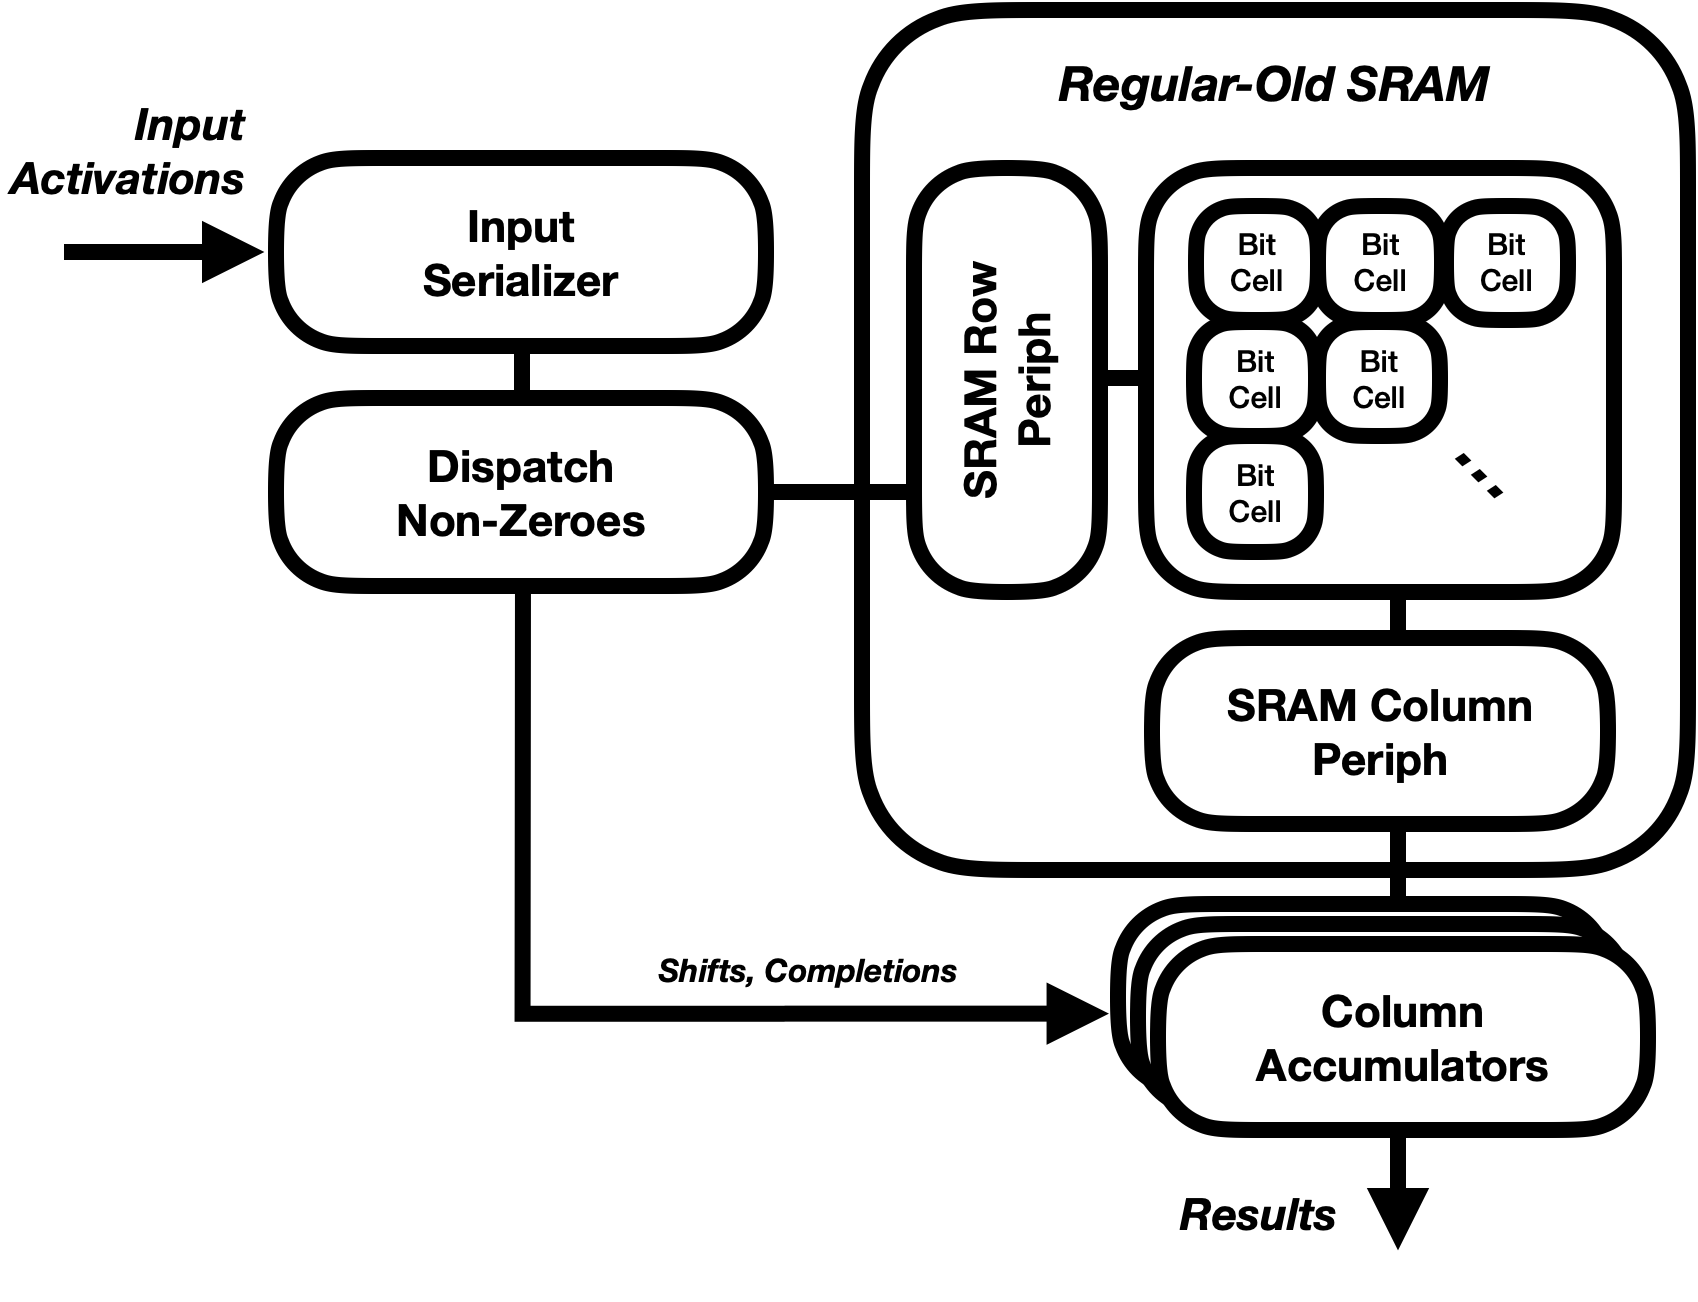 Regular-Old SRAM
Input
Activations
Input
Serializer
Dispatch
Non-Zeroes
SRAM Row
Periph
Bit
Cell
Bit
Cell
Bit
Cell
Bit
Cell
Bit
Cell
Bit
Cell
SRAM Column
Periph
Shifts, Completions
Column
Accumulators
Results